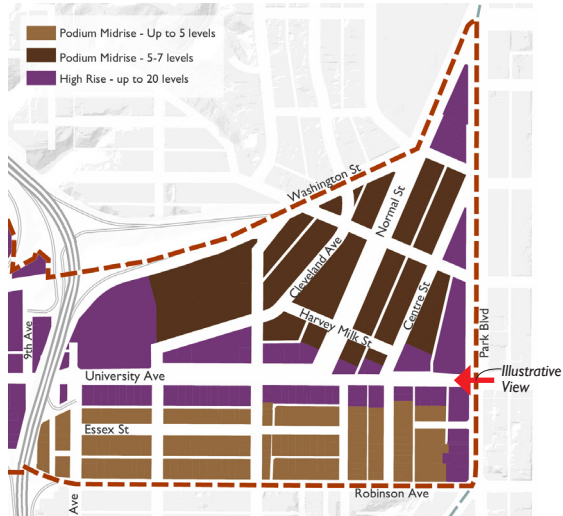 Podium Midrise - Up to 5 levels
Podium Midrise - 5-7 levels
High Rise - up to 20 levels
Washington St
Normal St
Cleveland Ave
Harvey Milk St
Centre St
9th Ave
Park Blvd
Illustrative
View
University Ave
Essex St
Ave
Robinson Ave